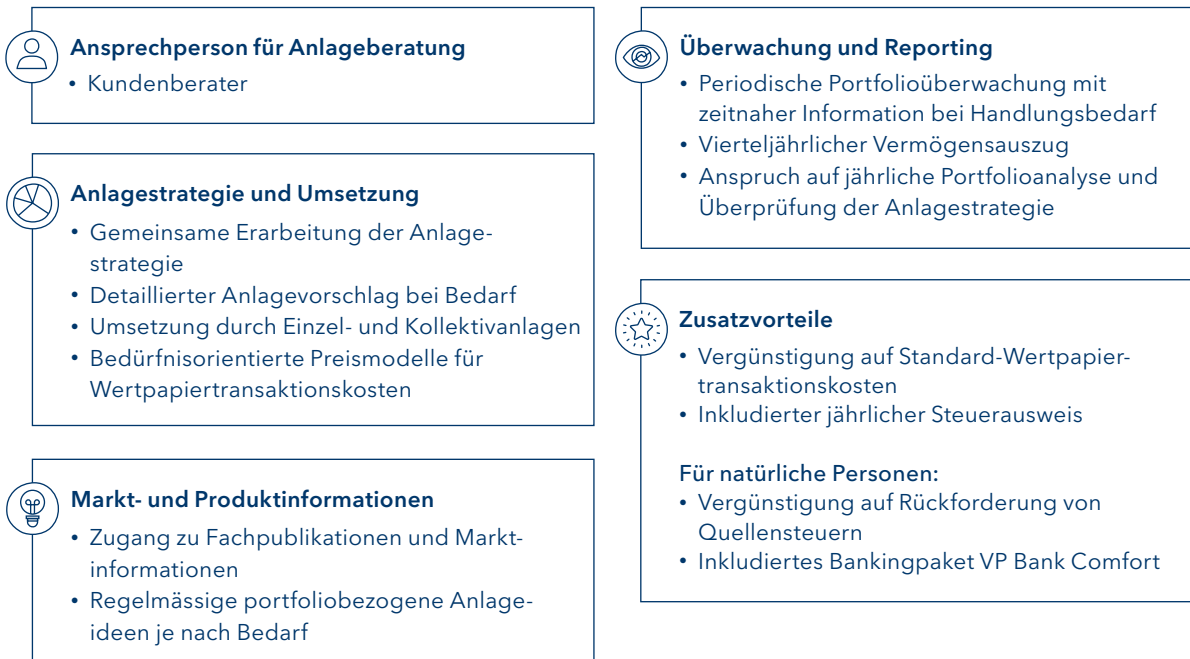 Ansprechperson für Anlageberatung
• Kundenberater
Anlagestrategie und Umsetzung
• Gemeinsame Erarbeitung der Anlage-
strategie
• Detaillierter Anlagevorschlag bei Bedarf
• Umsetzung durch Einzel- und Kollektivanlagen
• Bedürfnisorientierte Preismodelle für
Wertpapiertransaktionskosten
Markt- und Produktinformationen
• Zugang zu Fachpublikationen und Markt-
informationen
• Regelmässige portfoliobezogene Anlage-
ideen je nach Bedarf
Überwachung und Reporting
• Periodische Portfolioüberwachung mit
zeitnaher Information bei Handlungsbedarf
• Vierteljährlicher Vermögensauszug
• Anspruch auf jährliche Portfolioanalyse und
Überprüfung der Anlagestrategie
Zusatzvorteile
• Vergünstigung auf Standard-Wertpapier-
transaktionskosten
• Inkludierter jährlicher Steuerausweis
Für natürliche Personen:
• Vergünstigung auf Rückforderung von
Quellensteuern
• Inkludiertes Bankingpaket VP Bank Comfort